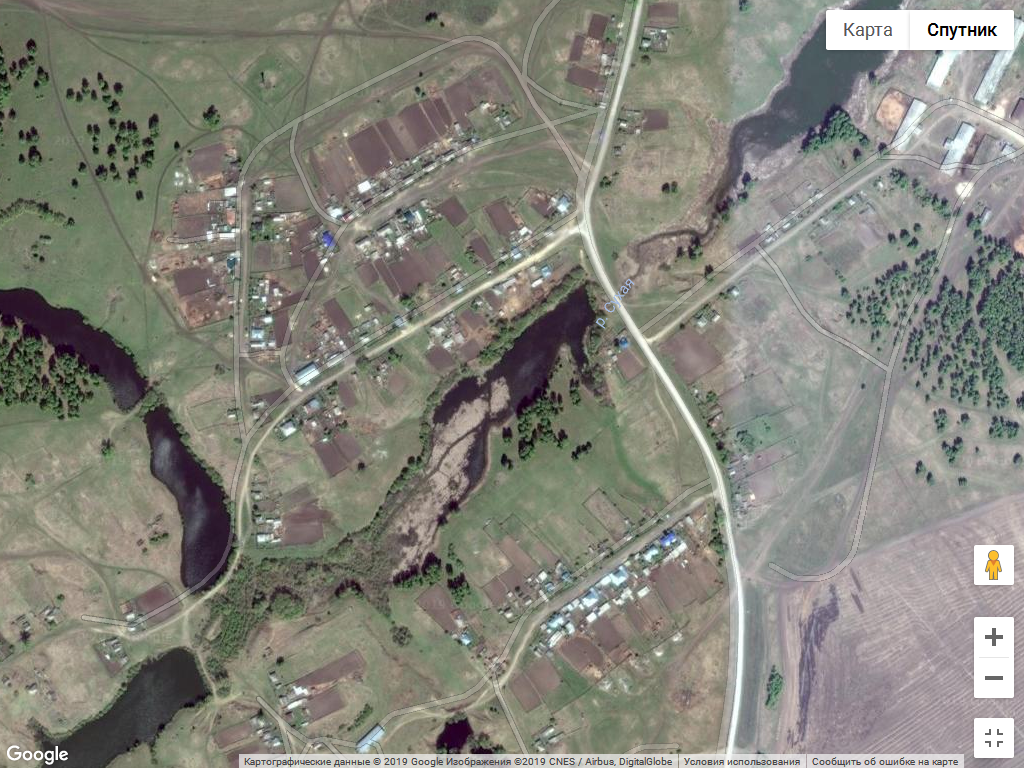 Карта Спутник
Google
Картографические данные © 2019 Google Изображения ©2019 CNES / Airbus, DigitalGlobe Условия использования Сообщить об ошибке на карте